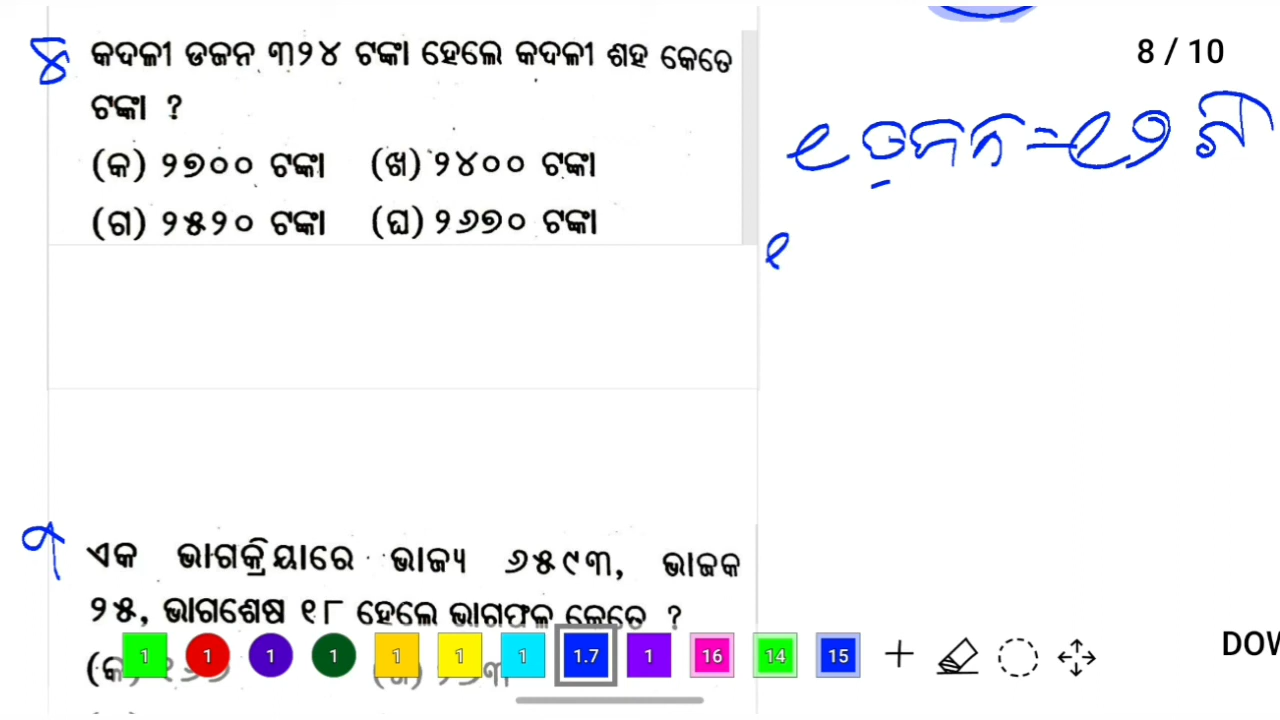 ୪ କଦଳୀ ଡଜନ ୩୨୪ ଟଙ୍କା ହେଲେ କଦଳୀ ଶହ କେତେ
ଟଙ୍କା ?
(କ) ୨୭୦୦ ଟଙ୍କା (ଖ) ୨୪୦୦ ଟଙ୍କା
(ଗ) ୨୫୨୦ ଟଙ୍କା (ଘ) ୨୬୭୦ ଟଙ୍କା
8 / 10
୧ ଡଜନ = ୧୨ ଟି
୧
ଏକ ଭାଗକ୍ରିୟାରେ ଭାଜ୍ୟ ୬୫୯୩, ଭାଜକ
୨୫, ଭାଗଶେଷ ୧୮ ହେଲେ ଭାଗଫଳ କେତେ ?
1 1 1 1 1 1 1 1.7 1 16 14 15
DOW